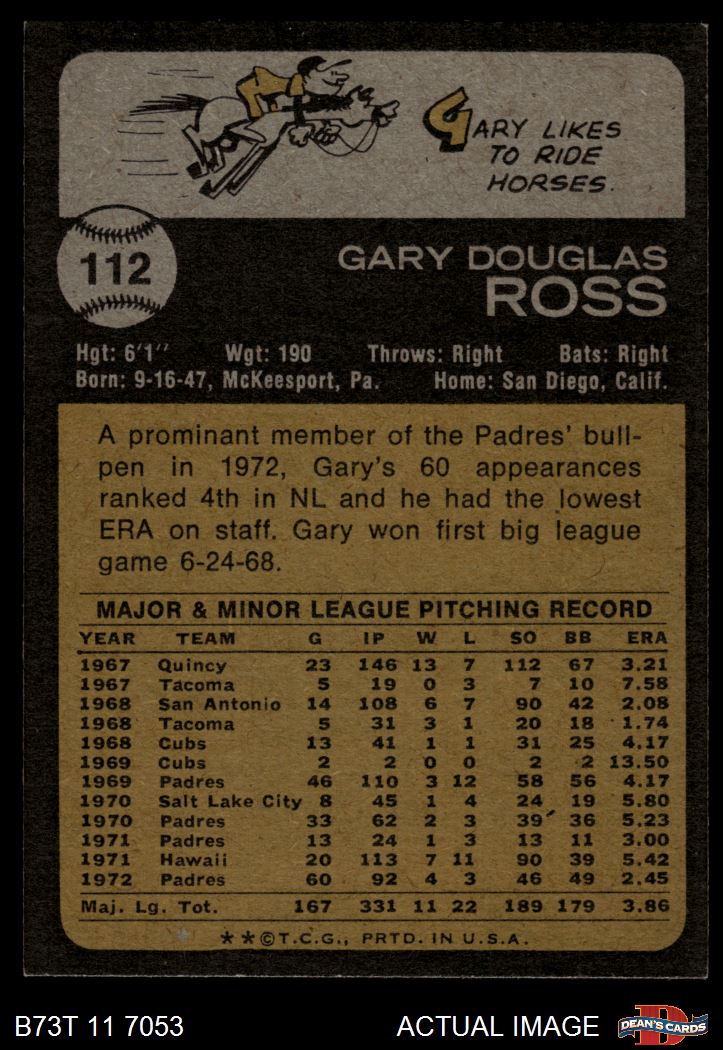 GARY LIKES
TO RIDE
HORSES.
112
GARY DOUGLAS
ROSS
Hgt: 6'1" Wgt: 190 Throws: Right Bats: Right
Born: 9-16-47, McKeesport, Pa. Home: San Diego, Calif.
A prominant member of the Padres' bull-
pen in 1972, Gary's 60 appearances
ranked 4th in NL and he had the lowest
ERA on staff. Gary won first big league
game 6-24-68.
MAJOR & MINOR LEAGUE PITCHING RECORD
YEAR TEAM G IP W L SO BB ERA
1967 Quincy 23 146 13 7 112 67 3.21
1967 Tacoma 5 19 0 3 7 10 7.58
1968 San Antonio 14 108 6 7 90 42 2.08
1968 Tacoma 5 31 3 1 20 18 1.74
1968 Cubs 13 41 1 1 31 25 4.17
1969 Cubs 2 2 0 0 2 2 13.50
1969 Padres 46 110 3 12 58 56 4.17
1970 Salt Lake City 8 45 1 4 24 19 5.80
1970 Padres 33 62 2 3 39 36 5.23
1971 Padres 13 24 1 3 13 11 3.00
1971 Hawaii 20 113 7 11 90 39 5.42
1972 Padres 60 92 4 3 46 49 2.45
Maj. Lg. Tot. 167 331 11 22 189 179 3.86
**©T.C.G., PRTD. IN U.S.A.
B73T 11 7053 ACTUAL IMAGE D DEAN'S CARDS